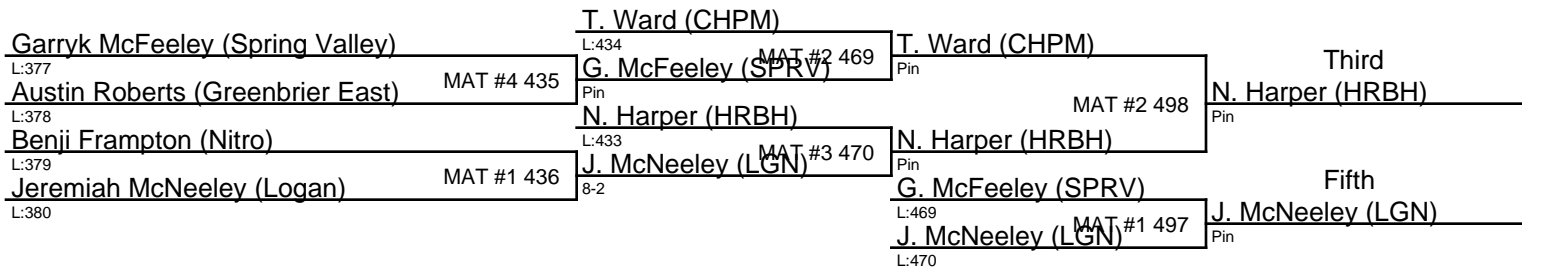 Garryk McFeeley (Spring Valley)
L:377
MAT #4 435
Austin Roberts (Greenbrier East)
L:378
Benji Frampton (Nitro)
L:379
MAT #1 436
Jeremiah McNeeley (Logan)
L:380
T. Ward (CHPM)
L:434
MAT #2 469
G. McFeeley (SPRV)
Pin
N. Harper (HRBH)
L:433
MAT #3 470
J. McNeeley (LGN)
8-2
T. Ward (CHPM)
Pin
MAT #2 498
N. Harper (HRBH)
Pin
G. McFeeley (SPRV)
L:469
MAT #1 497
J. McNeeley (LGN)
L:470
Third
N. Harper (HRBH)
Pin
Fifth
J. McNeeley (LGN)
Pin